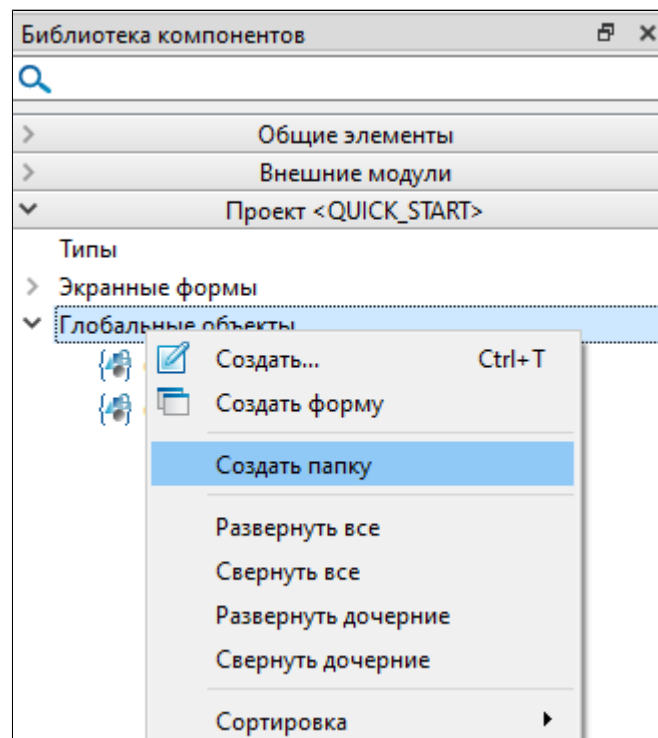 Библиотека компонентов
Общие элементы
Внешние модули
Проект <QUICK_START>
Типы
Экранные формы
Глобальные объекты
Создать... Ctrl+T
Создать форму
Создать папку
Развернуть все
Свернуть все
Развернуть дочерние
Свернуть дочерние
Сортировка